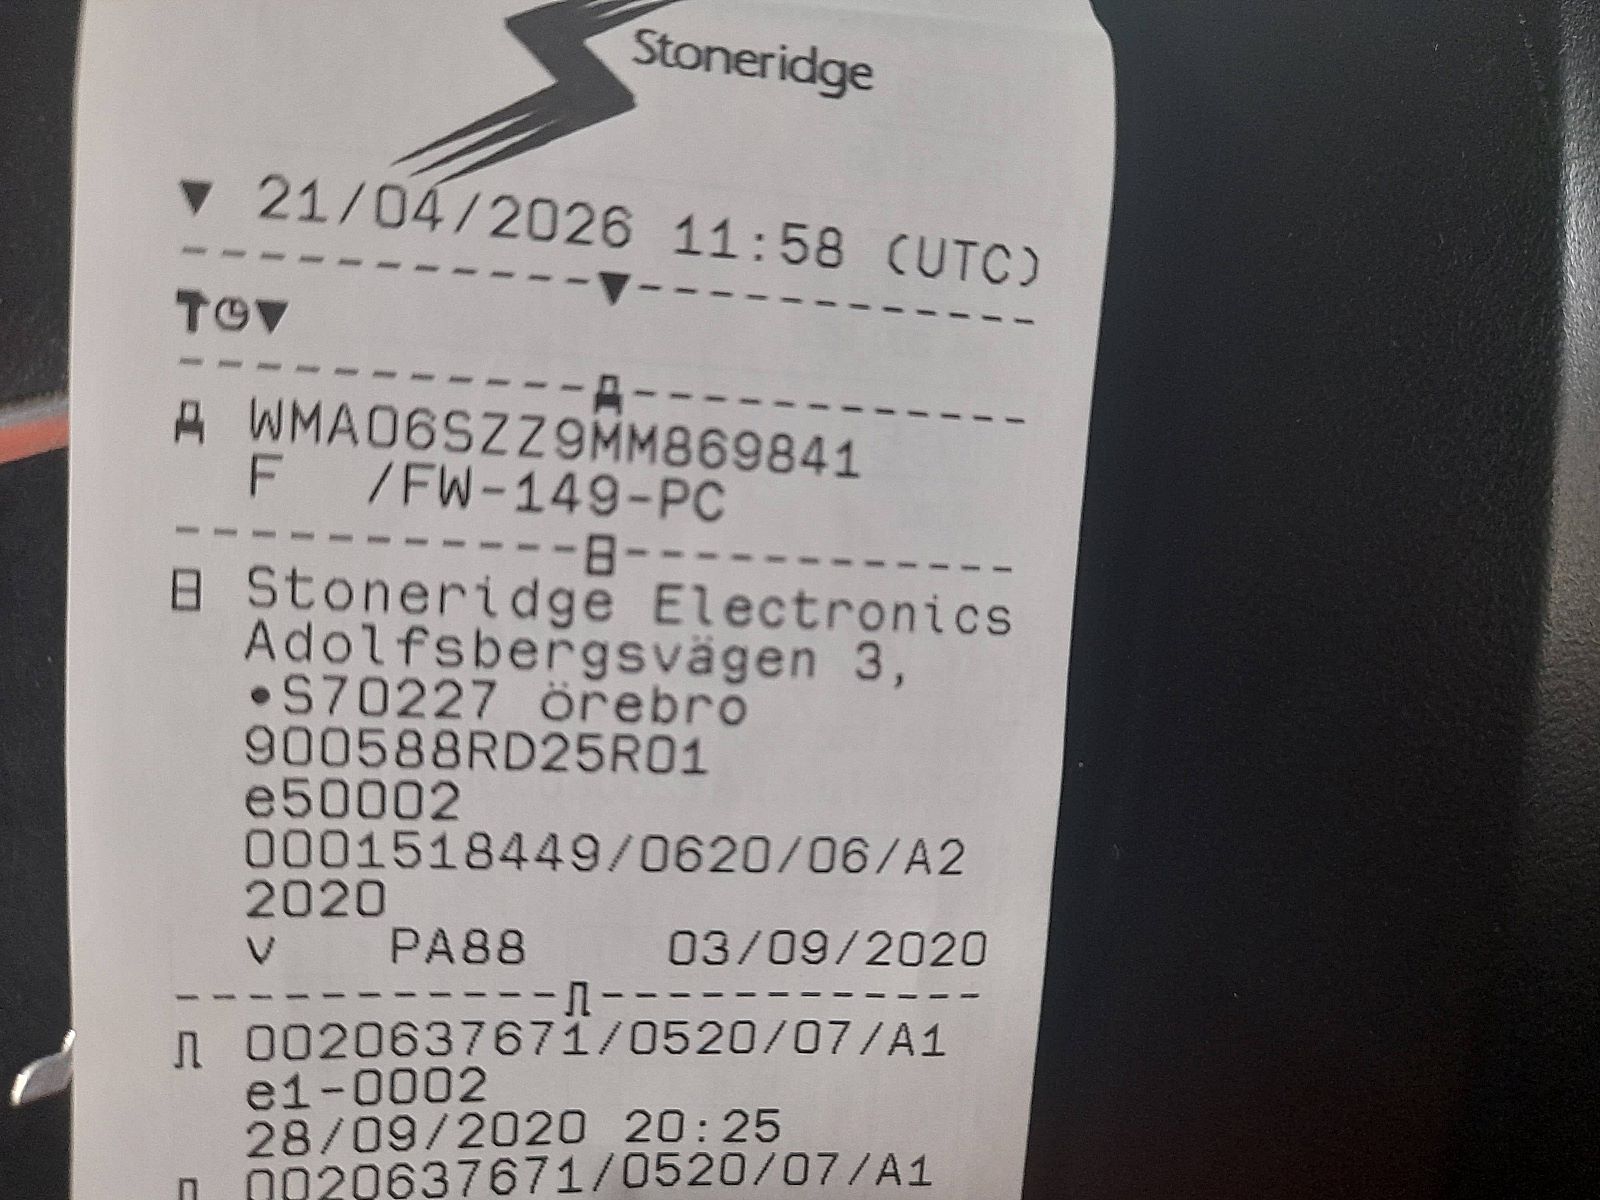 Stoneridge
▼ 21/04/2026 11:58 (UTC)
WMA06SZZ9MM869841
F /FW-149-PC
Stoneridge Electronics
Adolfsbergsvägen 3,
•S70227 örebro
900588RD25R01
e50002
0001518449/0620/06/A2
2020
v PA88 03/09/2020
0020637671/0520/07/A1
e1-0002
28/09/2020 20:25
0020637671/0520/07/A1